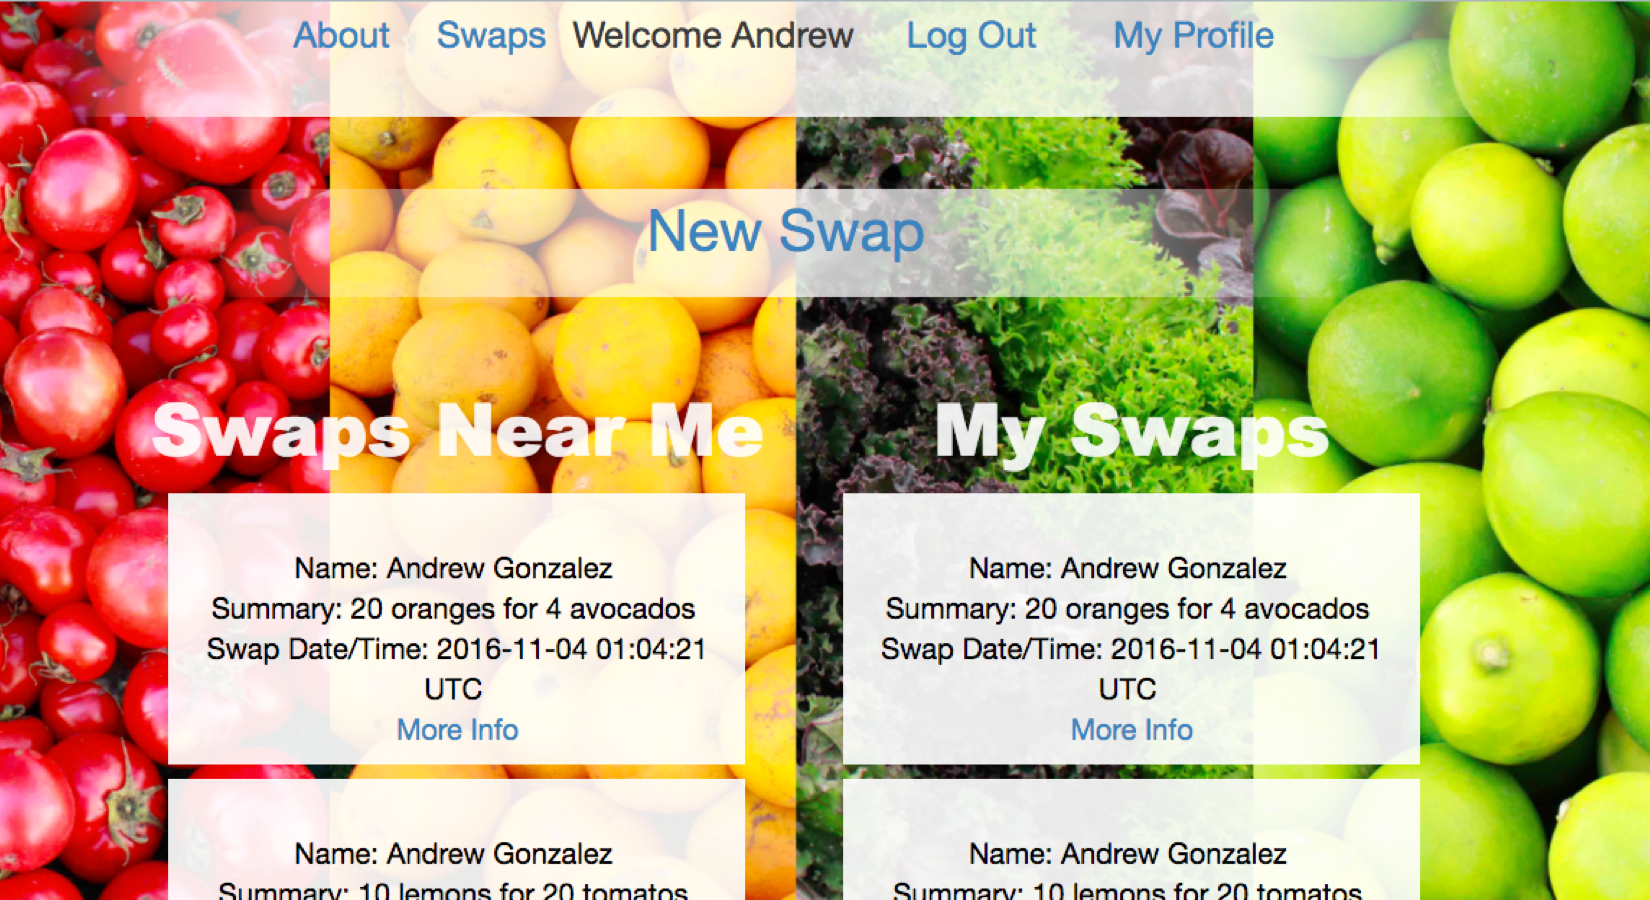 About Swaps Welcome Andrew Log Out My Profile
New Swap
Swaps Near Me
Name: Andrew Gonzalez
Summary: 20 oranges for 4 avocados
Swap Date/Time: 2016-11-04 01:04:21
UTC
More Info
Name: Andrew Gonzalez
Summary: 10 lemons for 20 tomatos
My Swaps
Name: Andrew Gonzalez
Summary: 20 oranges for 4 avocados
Swap Date/Time: 2016-11-04 01:04:21
UTC
More Info
Name: Andrew Gonzalez
Summary: 10 lemons for 20 tomatos